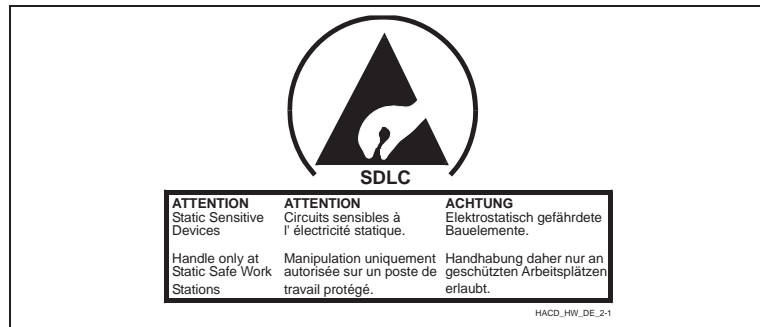 SDLC
ATTENTION
Static Sensitive
Devices
Handle only at
Static Safe Work
Stations
ATTENTION
Circuits sensibles à
l' électricité statique.
Manipulation uniquement
autorisée sur un poste de
travail protégé.
ACHTUNG
Elektrostatisch gefährdete
Bauelemente.
Handhabung daher nur an
geschützten Arbeitsplätzen
erlaubt.
HACD_HW_DE_2-1